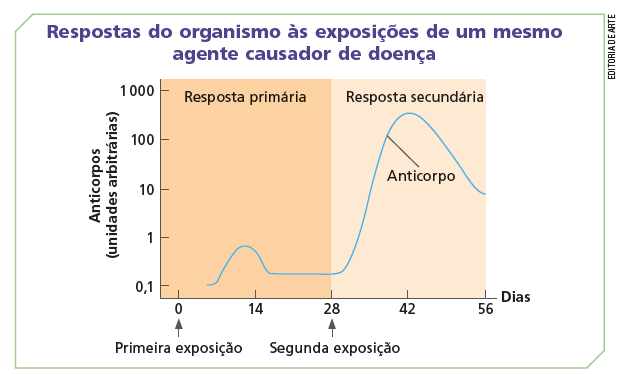 Respostas do organismo às exposições de um mesmo
agente causador de doença
EDITORIA DE ARTE
Anticorpos
(unidades arbitrárias)
1 000
100
10
1
0,1
Resposta primária
Resposta secundária
Anticorpo
0
14
28
42
56
Dias
Primeira exposição
Segunda exposição